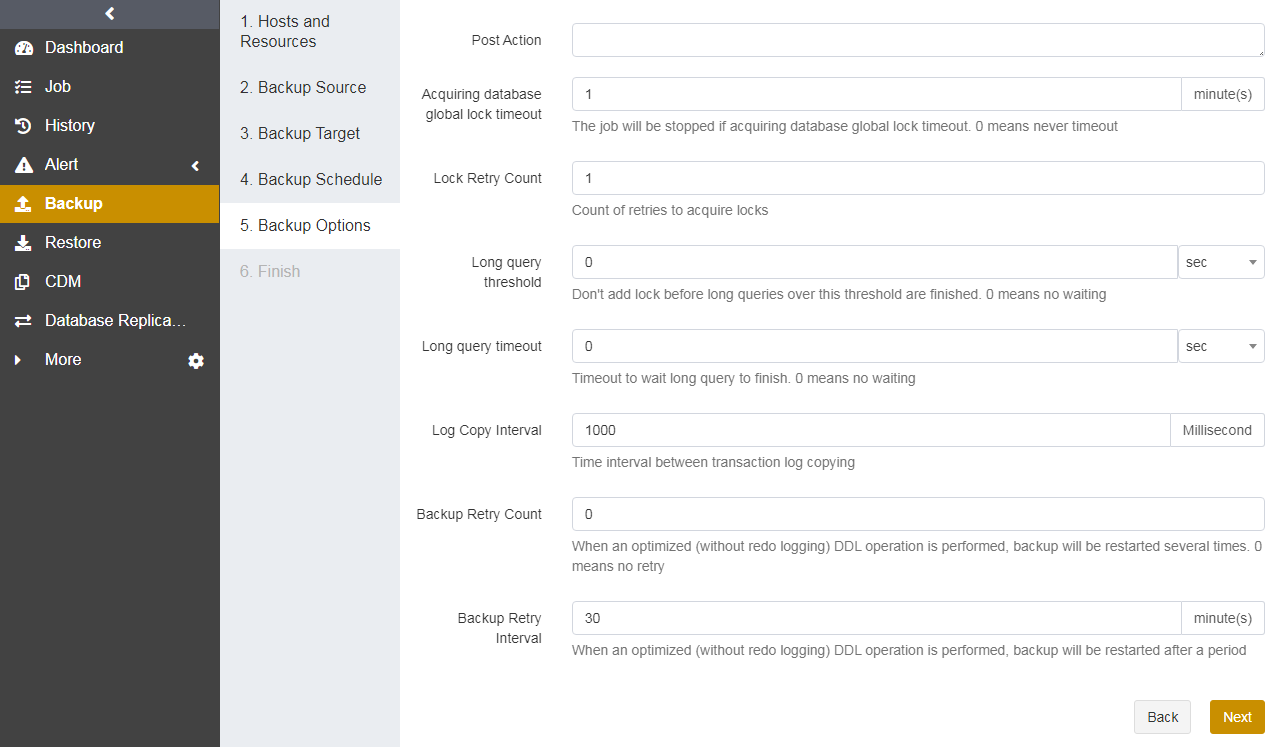 Dashboard
Job
History
Alert
Backup
Restore
CDM
Database Replica...
More
1. Hosts and
Resources
2. Backup Source
3. Backup Target
4. Backup Schedule
5. Backup Options
6. Finish
Post Action
Acquiring database
global lock timeout
1
minute(s)
The job will be stopped if acquiring database global lock timeout. 0 means never timeout
Lock Retry Count
1
Count of retries to acquire locks
Long query
threshold
0
sec
Don't add lock before long queries over this threshold are finished. 0 means no waiting
Long query timeout
0
sec
Timeout to wait long query to finish. 0 means no waiting
Log Copy Interval
1000
Millisecond
Time interval between transaction log copying
Backup Retry Count
0
When an optimized (without redo logging) DDL operation is performed, backup will be restarted several times. 0
means no retry
Backup Retry
Interval
30
minute(s)
When an optimized (without redo logging) DDL operation is performed, backup will be restarted after a period
Back
Next